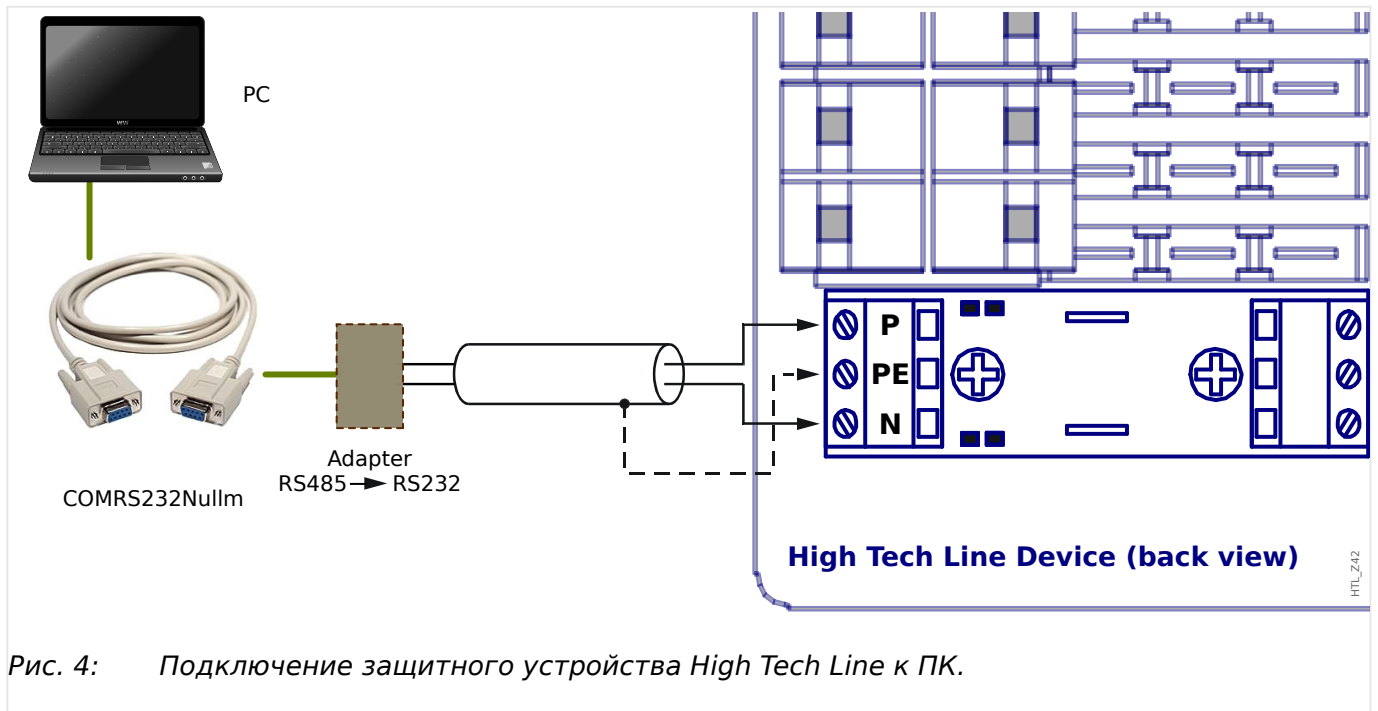 PC
COMRS232Nullm
Adapter
RS485 → RS232
P
PE
N
High Tech Line Device (back view)
HTL_Z42
Рис. 4: Подключение защитного устройства High Tech Line к ПК.